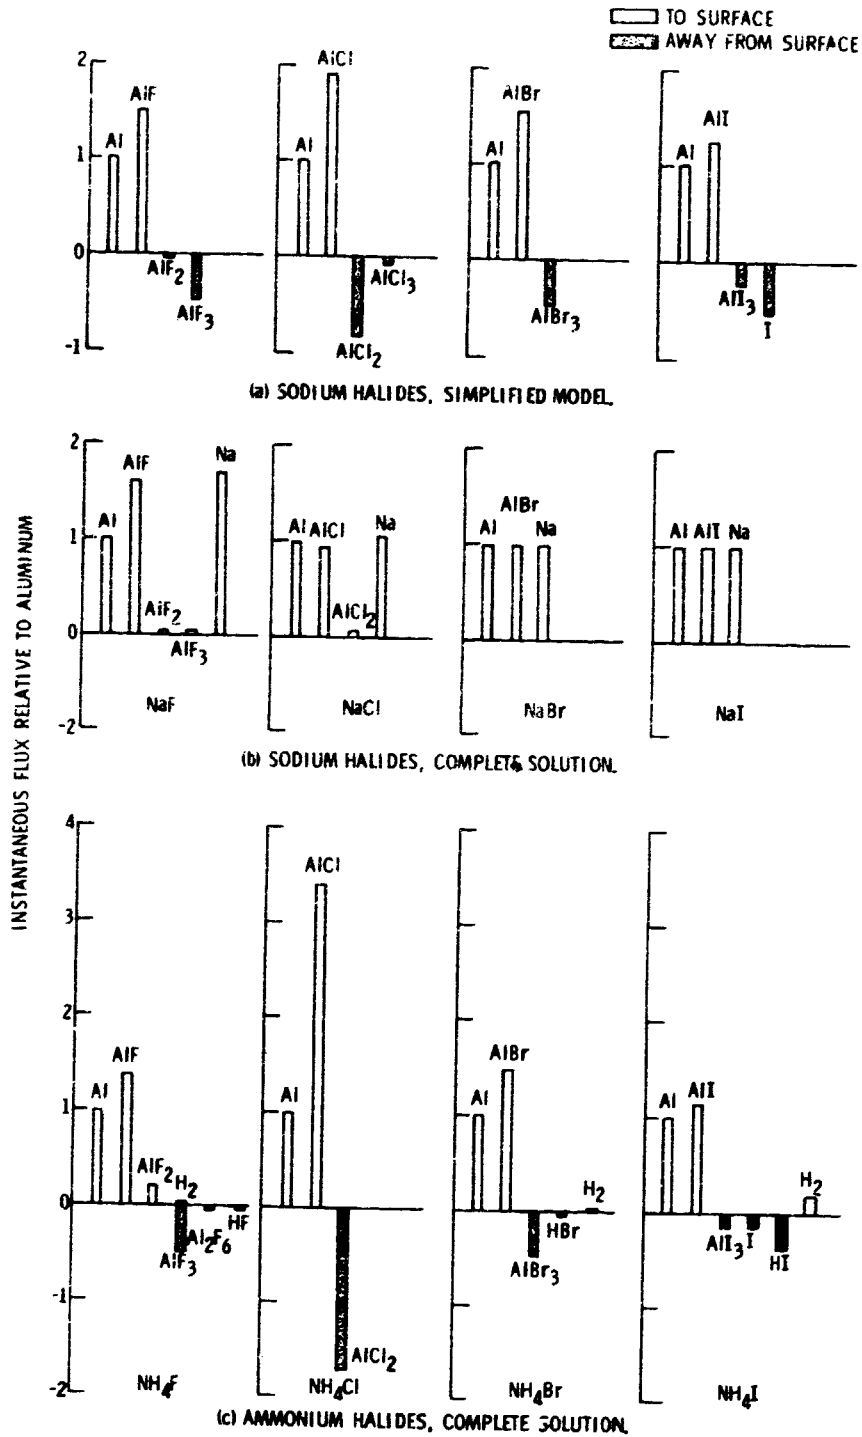 TO SURFACE
AWAY FROM SURFACE
INSTANTANEOUS FLUX RELATIVE TO ALUMINUM
2
1
0
-1
Al
AlF
AlF2
AlF3
Al
AlCl
AlCl2
AlCl3
Al
AlBr
AlBr3
Al
AlI
AlI3
I
(a) SODIUM HALIDES, SIMPLIFIED MODEL.
2
1
0
-2
Al
AlF
AlF2
AlF3
Na
NaF
Al
AlCl
AlCl2
Na
NaCl
Al
AlBr
Na
NaBr
Al
AlI
Na
NaI
(b) SODIUM HALIDES, COMPLETE SOLUTION.
4
3
2
1
0
-1
-2
Al
AlF
AlF2
H2
AlF3
Al2F6
HF
NH4F
Al
AlCl
AlCl2
NH4Cl
Al
AlBr
AlBr3
HBr
H2
NH4Br
Al
AlI
AlI3
I
HI
H2
NH4I
(c) AMMONIUM HALIDES, COMPLETE SOLUTION.